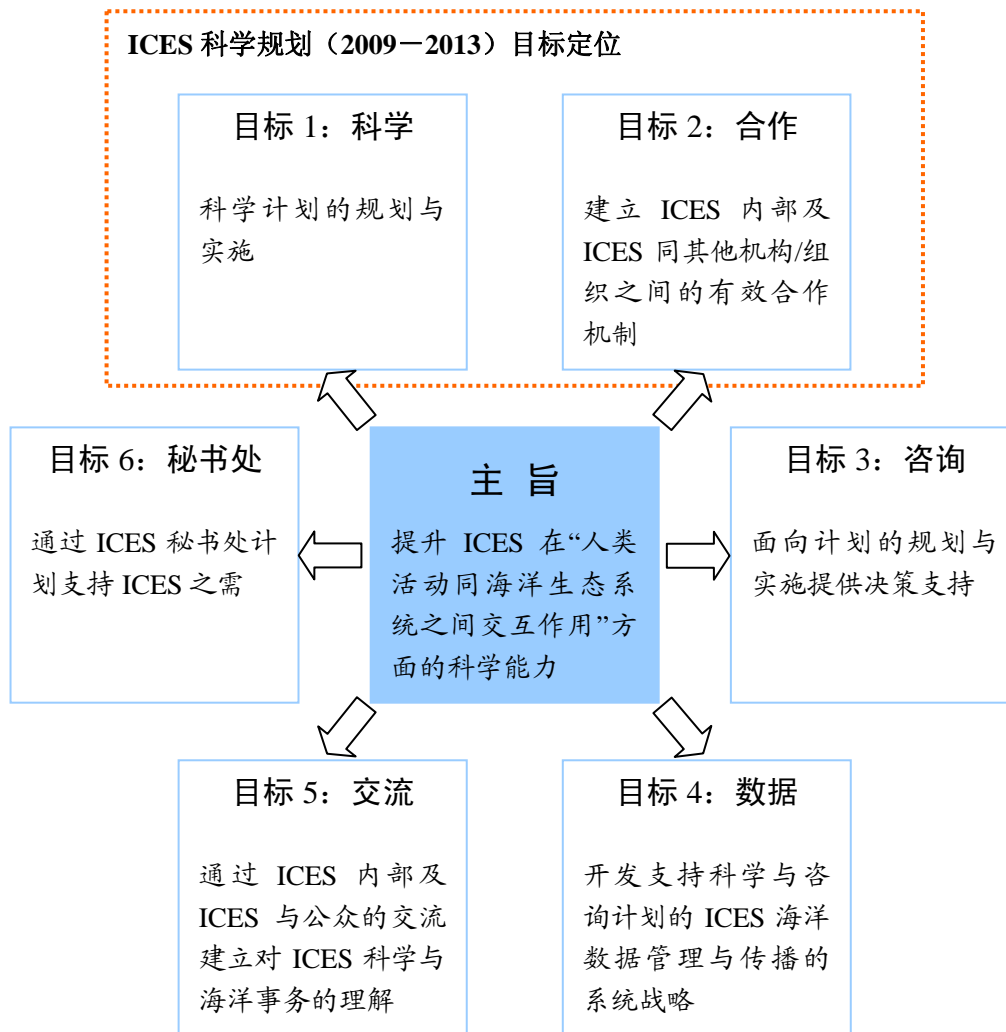 ICES 科学规划（2009－2013）目标定位
目标 1：科学
科学计划的规划与
实施
目标 2：合作
建立 ICES 内部及
ICES 同其他机构/组
织之间的有效合作
机制
目标 6：秘书处
通过 ICES 秘书处计
划支持 ICES 之需
主 旨
提升 ICES 在“人类
活动同海洋生态系
统之间交互作用”方
面的科学能力
目标 3：咨询
面向计划的规划与
实施提供决策支持
目标 5：交流
通过 ICES 内部及
ICES 与公众的交流
建立对 ICES 科学与
海洋事务的理解
目标 4：数据
开发支持科学与咨
询计划的 ICES 海洋
数据管理与传播的
系统战略